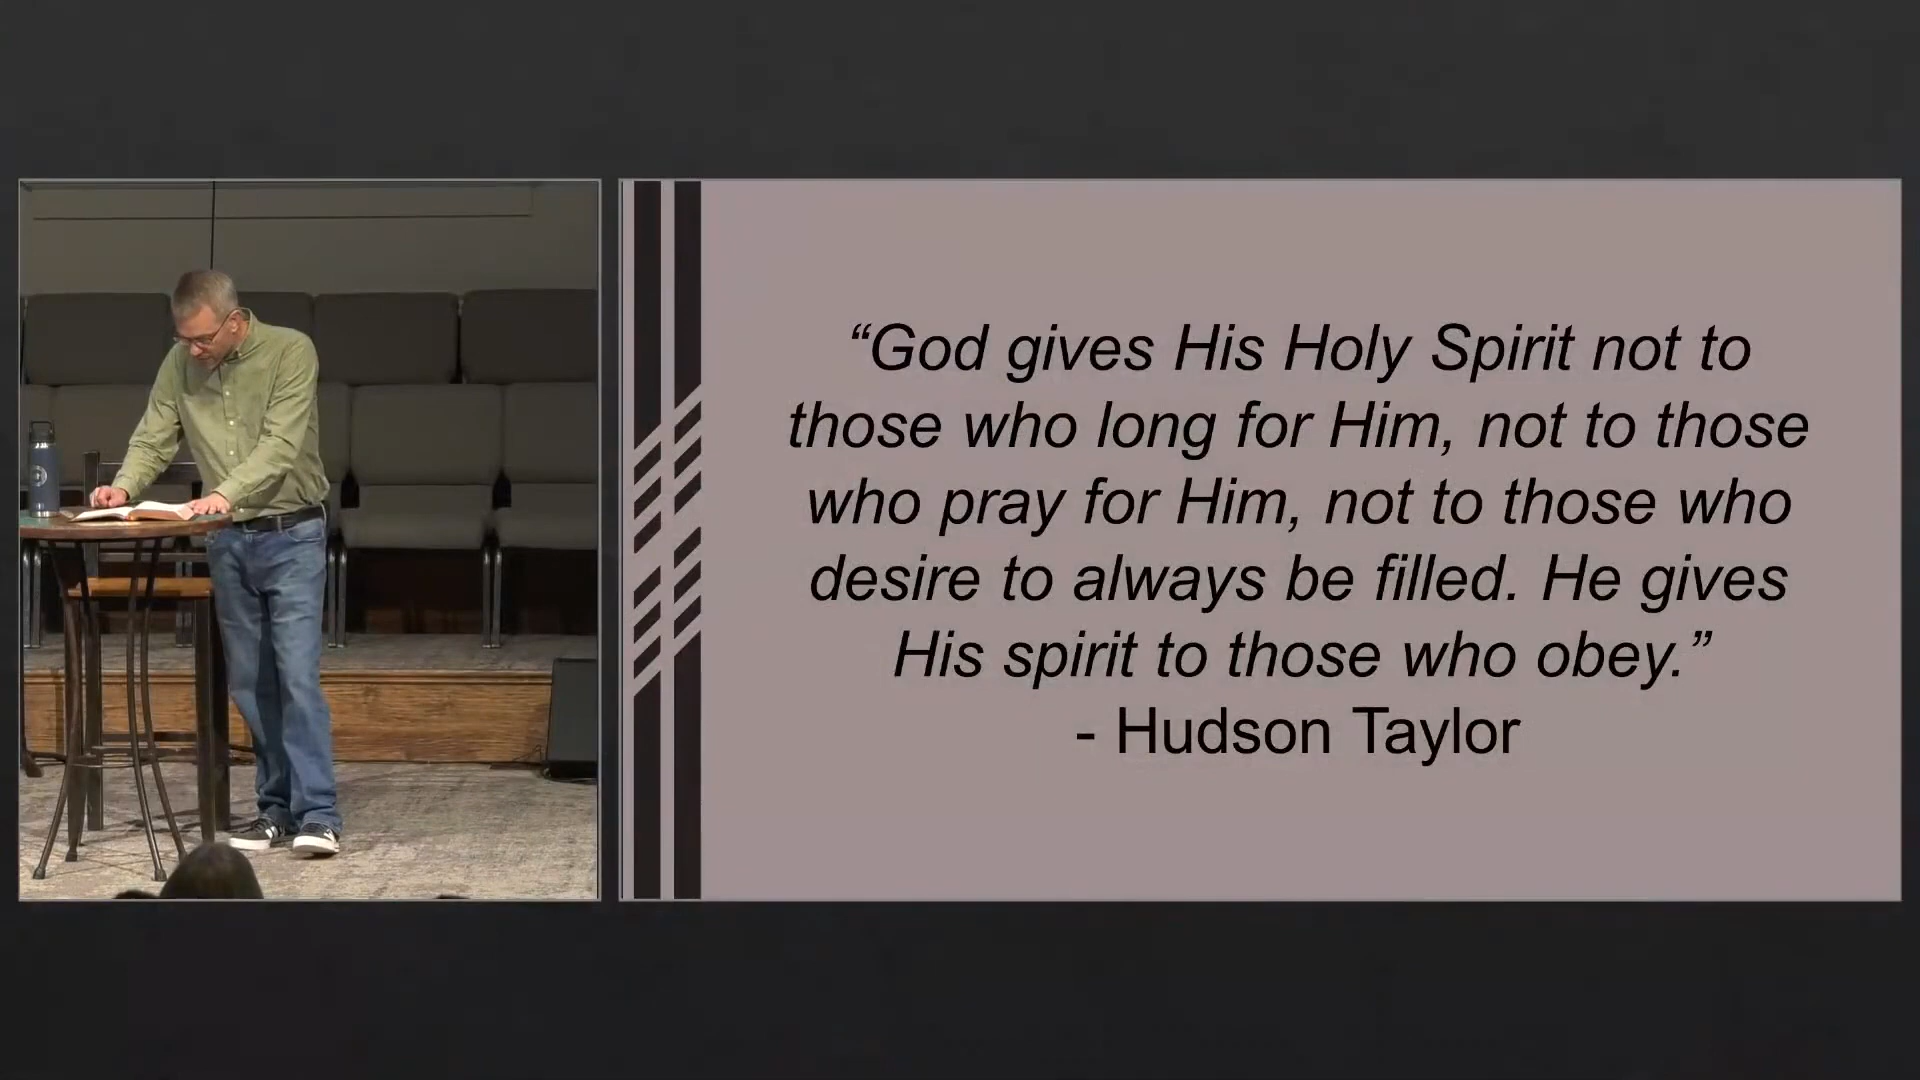 “God gives His Holy Spirit not to
those who long for Him, not to those
who pray for Him, not to those who
desire to always be filled. He gives
His spirit to those who obey.”
- Hudson Taylor